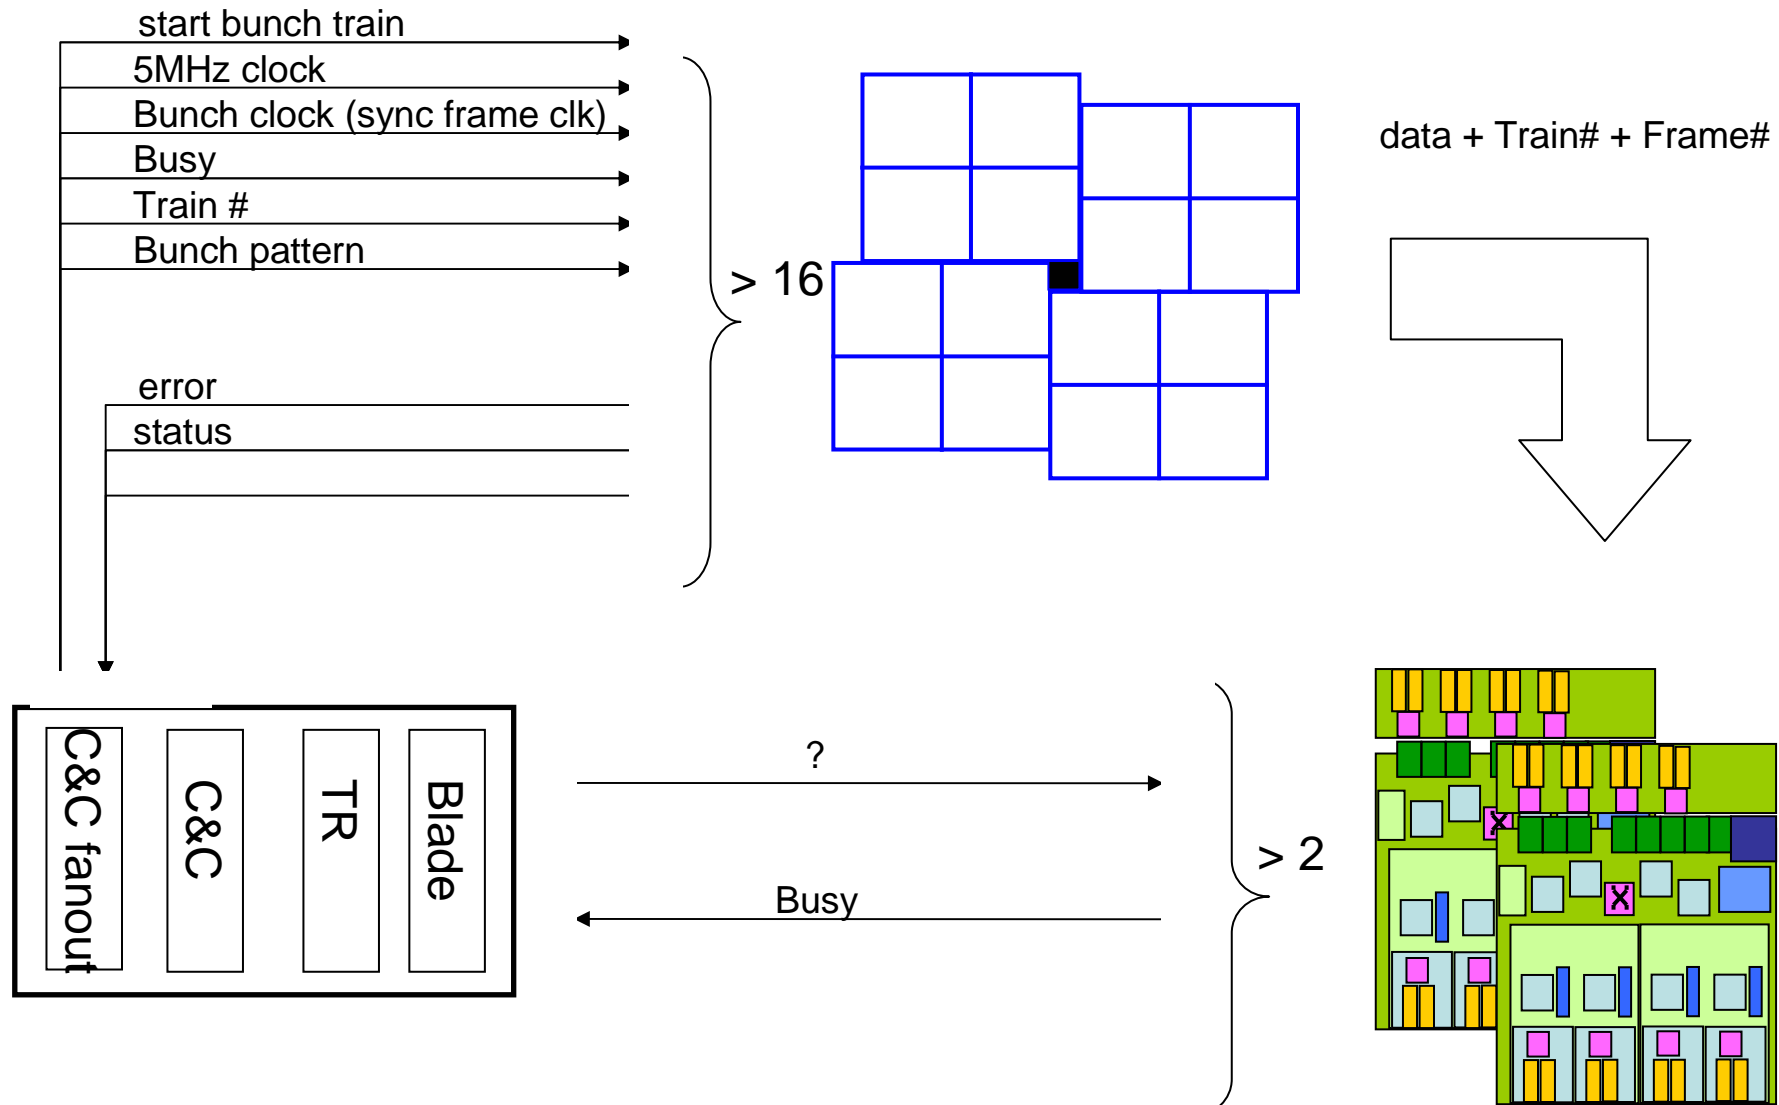 start bunch train
5MHz clock
Bunch clock (sync frame clk)
Busy
Train #
Bunch pattern
> 16
data + Train# + Frame#
error
status
C&C fanout
C&C
TR
Blade
?
Busy
> 2
X
X